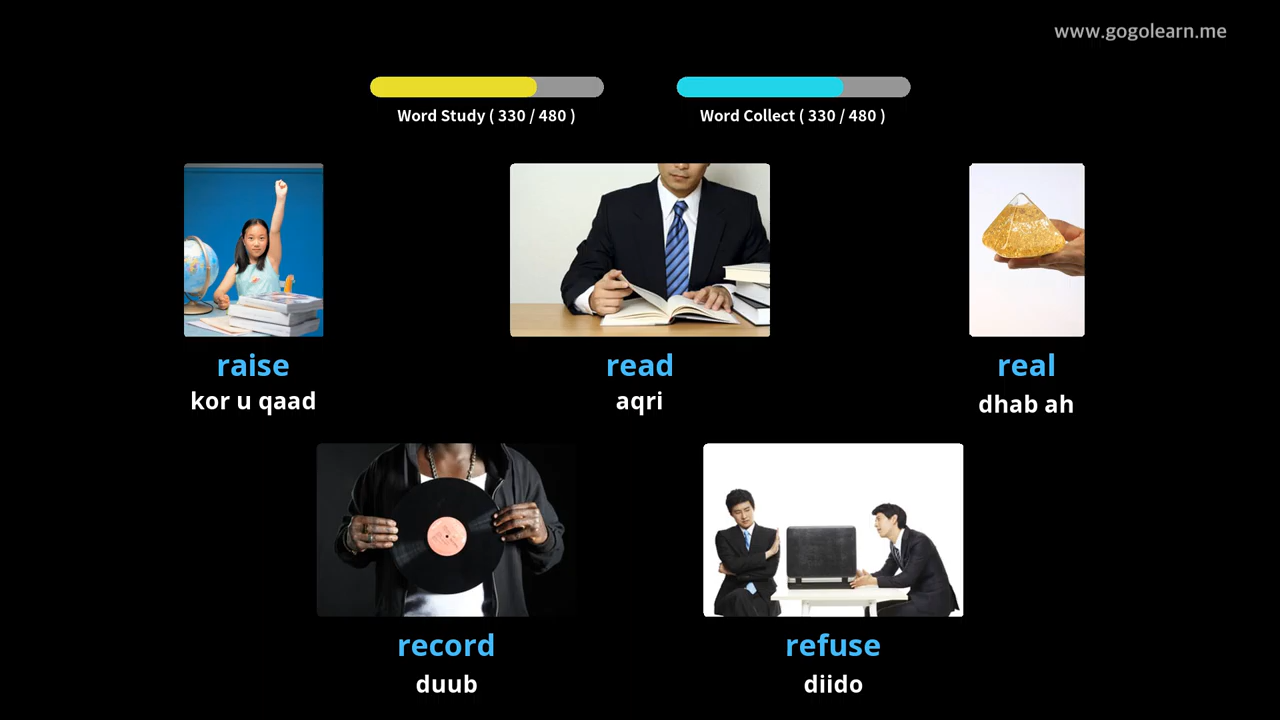 www.gogolearn.me
Word Study ( 330 / 480 )
Word Collect ( 330 / 480 )
raise
kor u qaad
read
aqri
real
dhab ah
record
duub
refuse
diido